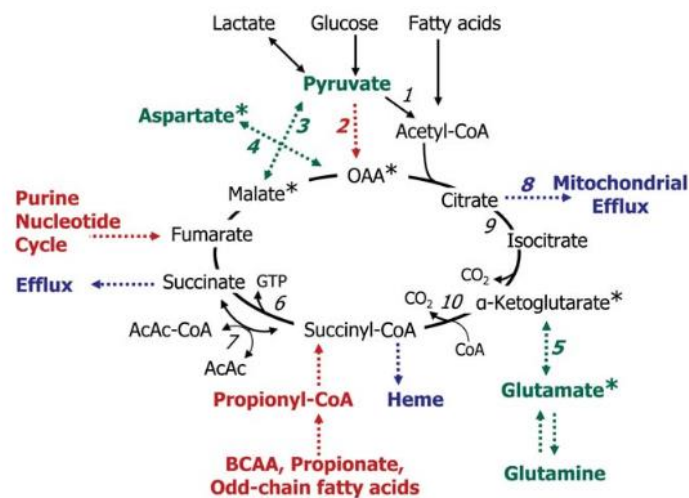 Lactate Glucose Fatty acids
Pyruvate 1
Aspartate* 3 2
4 Acetyl-CoA
OAA*
Malate* Citrate 8 Mitochondrial
Efflux
Purine
Nucleotide
Cycle
Fumarate 9 Isocitrate
Efflux Succinate GTP CO2
6 CO2 10 α-Ketoglutarate*
AcAc-CoA 7 Succinyl-CoA CoA 5
AcAc
Propionyl-CoA Heme Glutamate*
BCAA, Propionate,
Odd-chain fatty acids
Glutamine